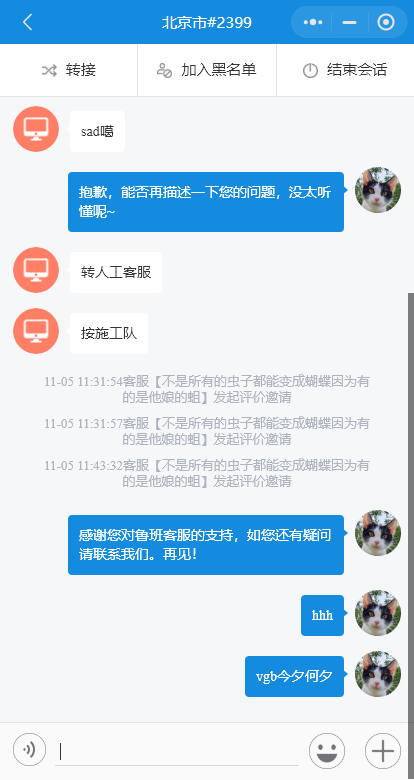 北京市#2399
转接
加入黑名单
结束会话
sad噶
抱歉，能否再描述一下您的问题，没太听
懂呢~
转人工客服
按施工队
11-05 11:31:54客服【不是所有的虫子都能变成蝴蝶因为有
的是他娘的蛆】发起评价邀请
11-05 11:31:57客服【不是所有的虫子都能变成蝴蝶因为有
的是他娘的蛆】发起评价邀请
11-05 11:43:32客服【不是所有的虫子都能变成蝴蝶因为有
的是他娘的蛆】发起评价邀请
感谢您对鲁班客服的支持，如您还有疑问
请联系我们。再见！
hhh
vgb今夕何夕